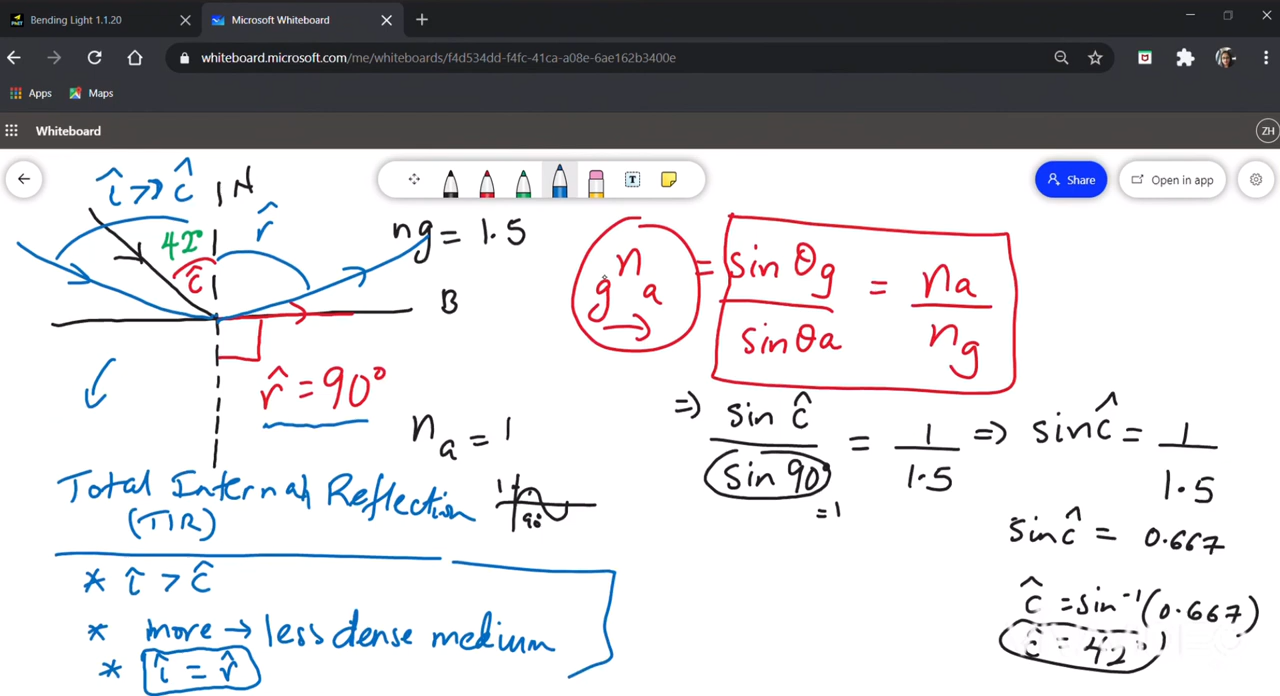 Bending Light 1.1.20
Microsoft Whiteboard
whiteboard.microsoft.com/me/whiteboards/f4d534dd-f4fc-41ca-a08e-6ae162b3400e
Apps
Maps
Whiteboard
ZH
Share
Open in app
î >> ĉ
N
r̂
42
ĉ
B
r̂ = 90°
ng = 1.5
na = 1
gna = sin θg / sin θa = na / ng
=> sin ĉ / sin 90° = 1 / 1.5 => sin ĉ = 1 / 1.5
= 1
sin ĉ = 0.667
ĉ = sin⁻¹ (0.667)
ĉ = 42°
Total Internal Reflection
(TIR)
1
90
* î > ĉ
* more → less dense medium
* î = r̂